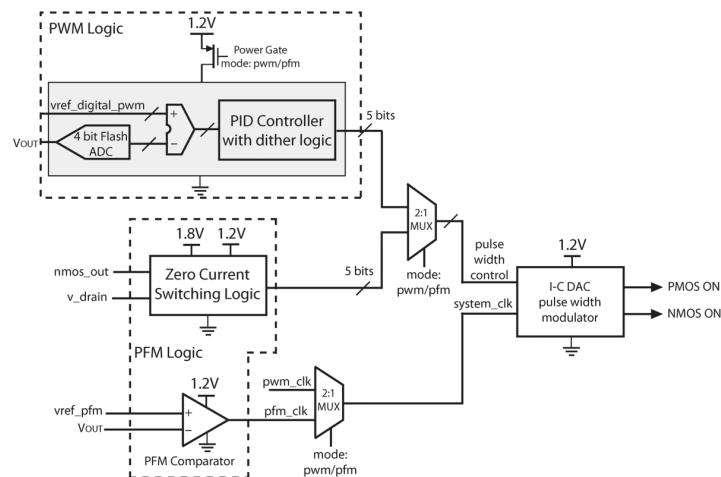 PWM Logic
1.2V
Power Gate
mode: pwm/pfm
vref_digital_pwm
+
PID Controller
with dither logic
5 bits
VOUT
4 bit Flash
ADC
−
2:1
MUX
1.8V
1.2V
nmos_out
v_drain
Zero Current
Switching Logic
5 bits
mode:
pwm/pfm
pulse
width
control
1.2V
system_clk
I-C DAC
pulse width
modulator
PMOS ON
NMOS ON
PFM Logic
1.2V
vref_pfm
+
VOUT
−
PFM Comparator
pwm_clk
pfm_clk
2:1
MUX
mode:
pwm/pfm